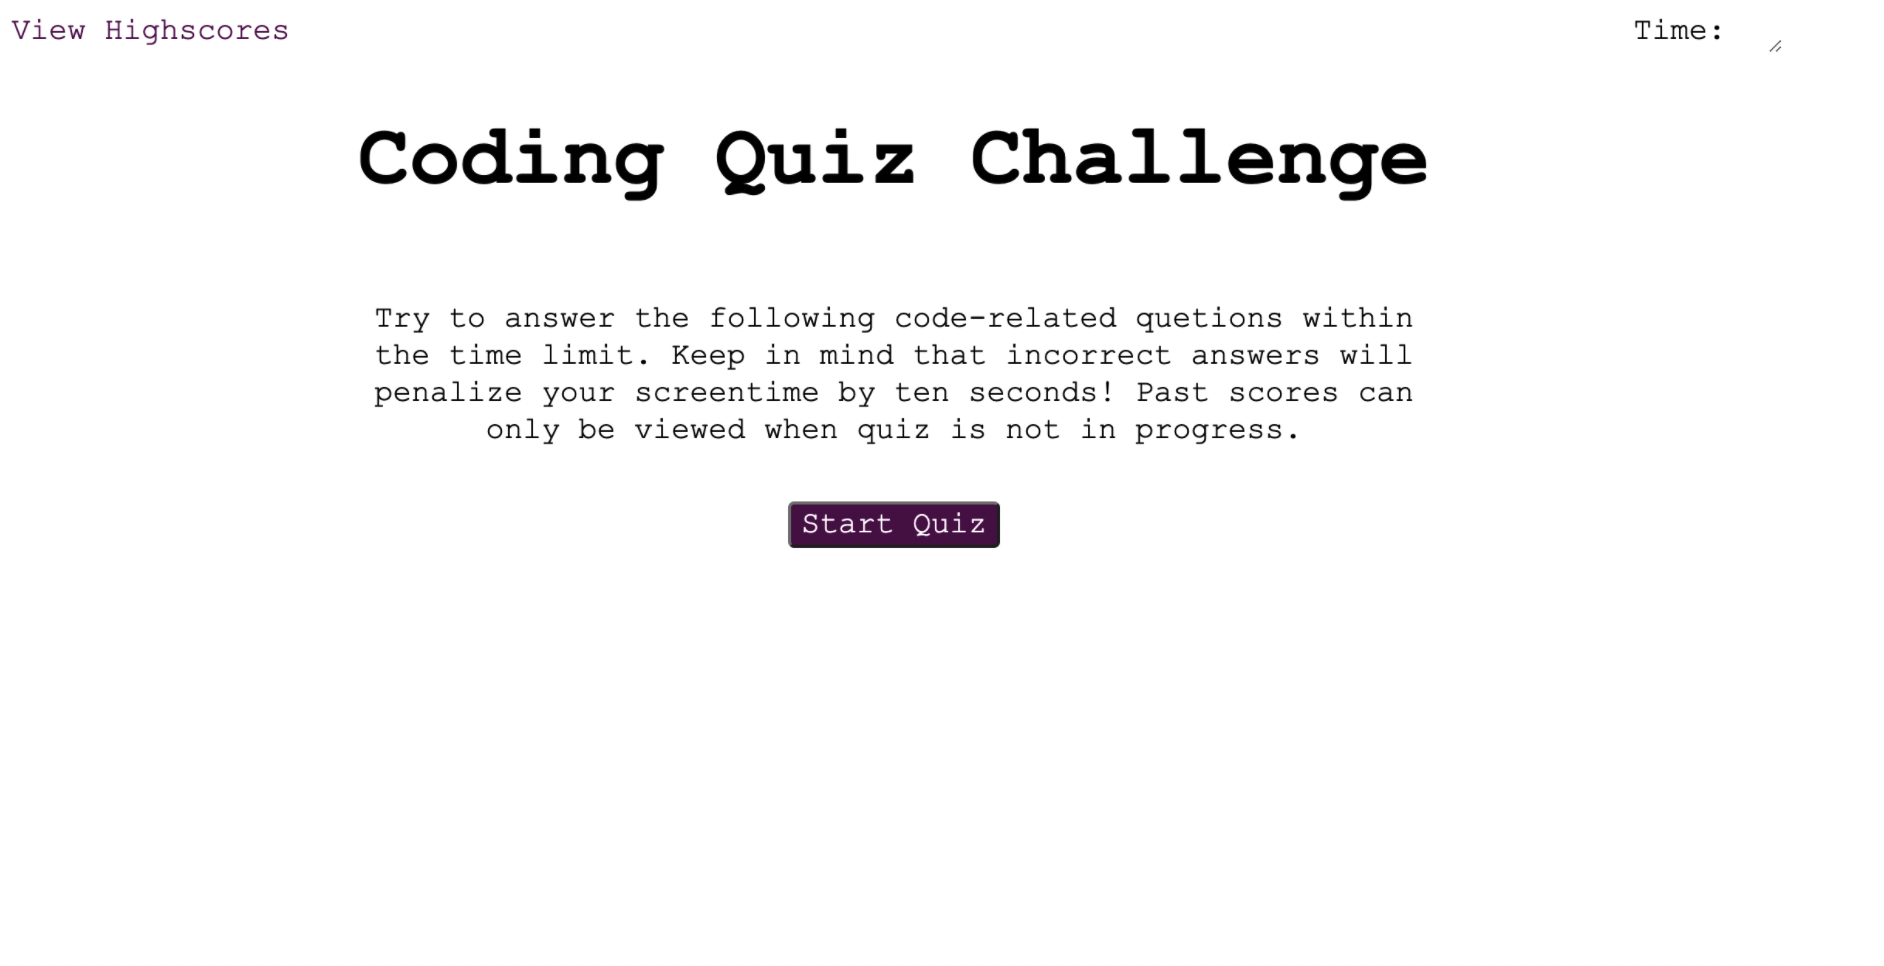 View Highscores
Time:
Coding Quiz Challenge
Try to answer the following code-related quetions within
the time limit. Keep in mind that incorrect answers will
penalize your screentime by ten seconds! Past scores can
only be viewed when quiz is not in progress.
Start Quiz